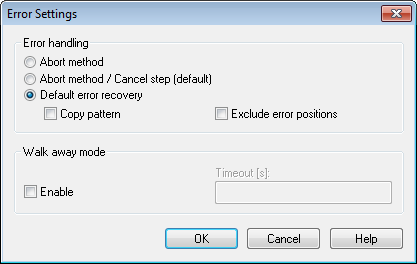 Error Settings
Error handling
Abort method
Abort method / Cancel step (default)
Default error recovery
Copy pattern
Exclude error positions
Walk away mode
Timeout [s]:
Enable
OK
Cancel
Help